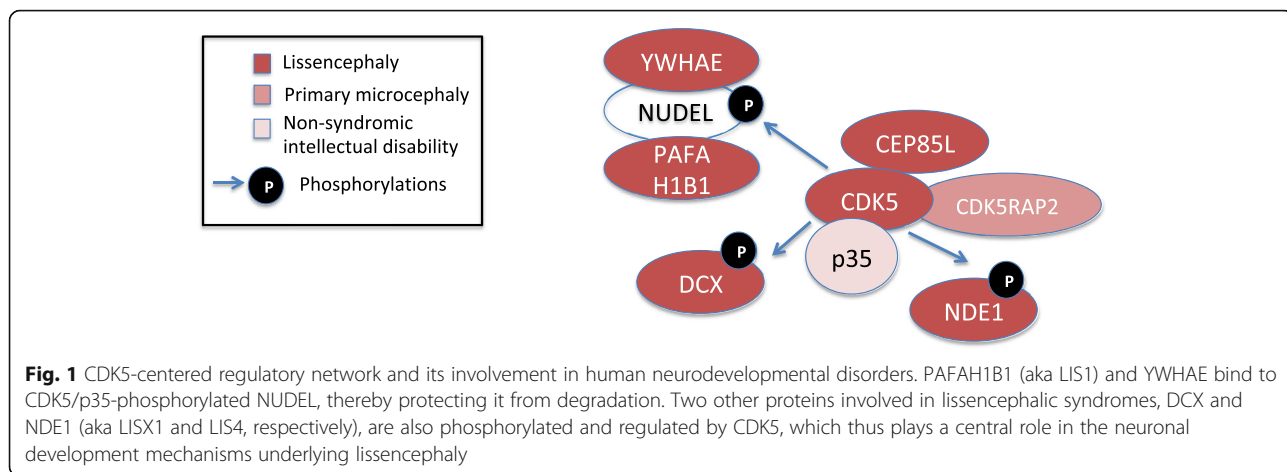 Lissencephaly
Primary microcephaly
Non-syndromic
intellectual disability
P Phosphorylations
YWHAE
NUDEL
P
PAFA
H1B1
CEP85L
CDK5
CDK5RAP2
p35
P
DCX
P
NDE1
Fig. 1 CDK5-centered regulatory network and its involvement in human neurodevelopmental disorders. PAFAH1B1 (aka LIS1) and YWHAE bind to
CDK5/p35-phosphorylated NUDEL, thereby protecting it from degradation. Two other proteins involved in lissencephalic syndromes, DCX and
NDE1 (aka LISX1 and LIS4, respectively), are also phosphorylated and regulated by CDK5, which thus plays a central role in the neuronal
development mechanisms underlying lissencephaly